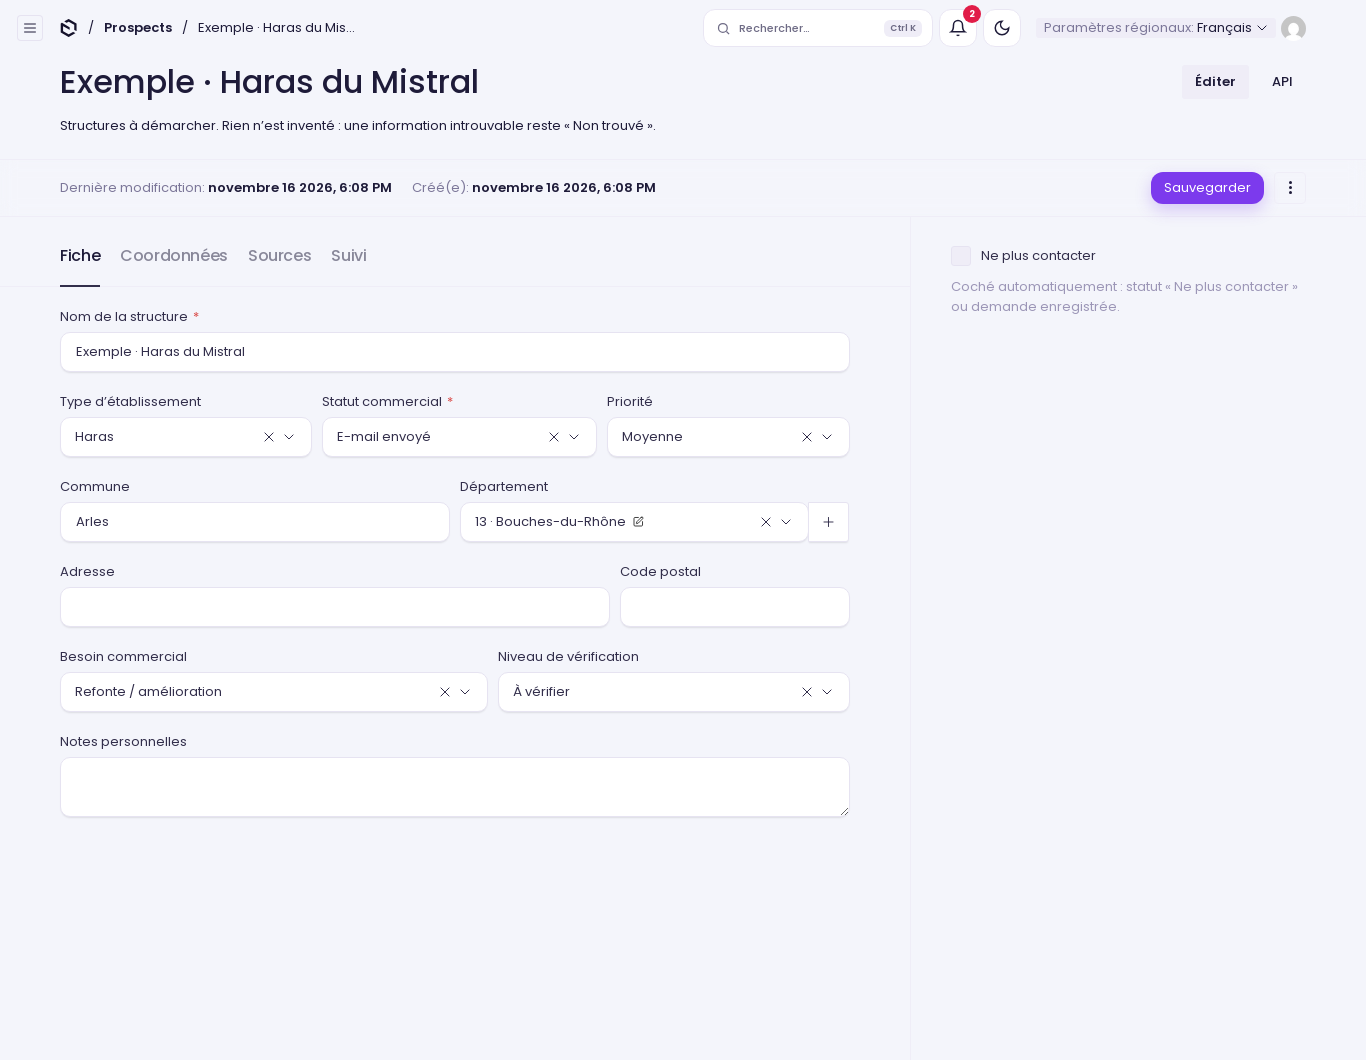 / Prospects / Exemple · Haras du Mis…
Rechercher…
Ctrl K
2
Paramètres régionaux: Français
Exemple · Haras du Mistral
Éditer
API
Structures à démarcher. Rien n’est inventé : une information introuvable reste « Non trouvé ».
Dernière modification: novembre 16 2026, 6:08 PM
Créé(e): novembre 16 2026, 6:08 PM
Sauvegarder
Fiche
Coordonnées
Sources
Suivi
Ne plus contacter
Coché automatiquement : statut « Ne plus contacter »
ou demande enregistrée.
Nom de la structure *
Exemple · Haras du Mistral
Type d’établissement
Statut commercial *
Priorité
Haras
E-mail envoyé
Moyenne
Commune
Département
Arles
13 · Bouches-du-Rhône
Adresse
Code postal
Besoin commercial
Niveau de vérification
Refonte / amélioration
À vérifier
Notes personnelles